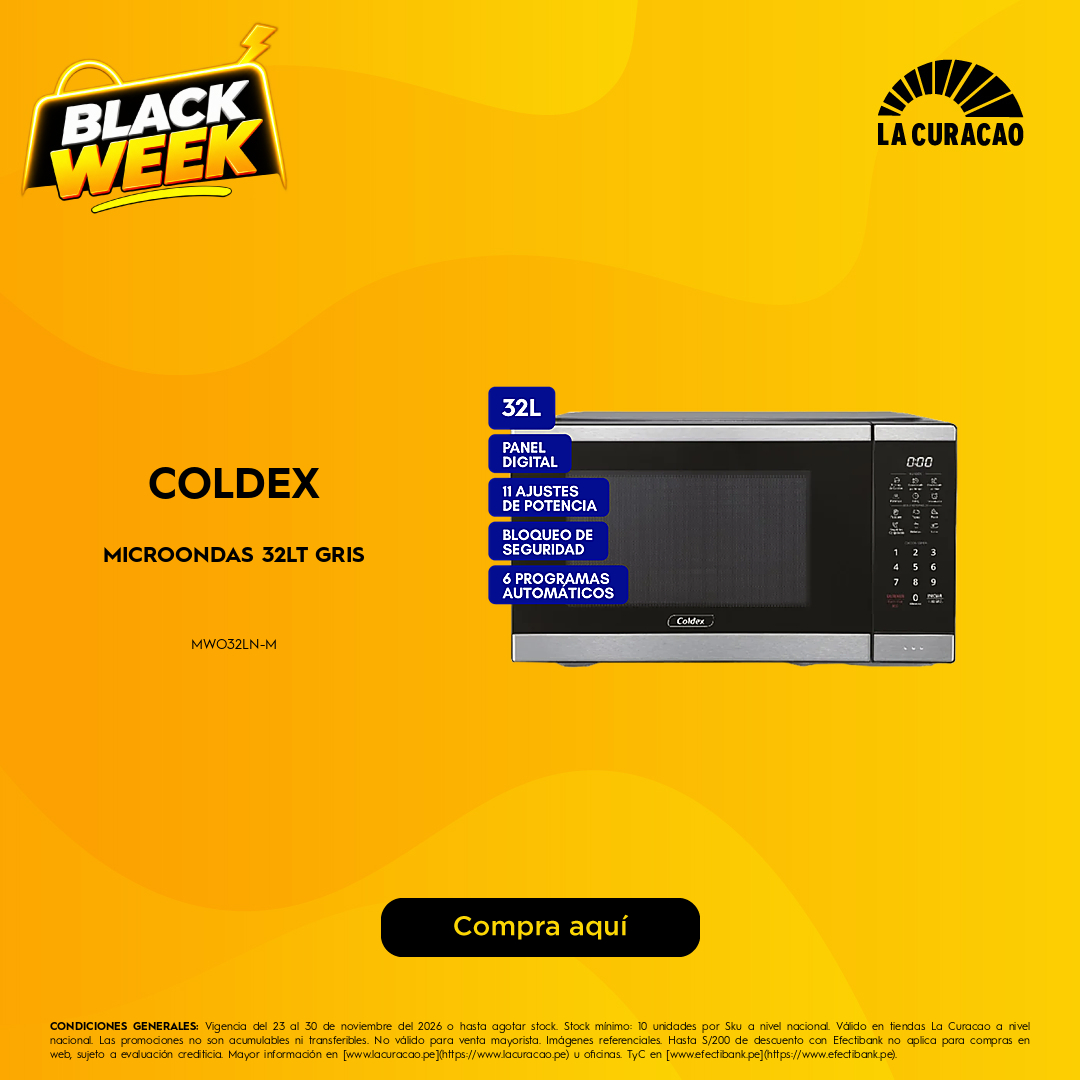 BLACK
WEEK
LA CURACAO
32L
PANEL
DIGITAL
11 AJUSTES
DE POTENCIA
BLOQUEO DE
SEGURIDAD
6 PROGRAMAS
AUTOMÁTICOS
COLDEX
MICROONDAS 32LT GRIS
MWO32LN-M
0:00
1 2 3
4 5 6
7 8 9
0
Coldex
Compra aquí
CONDICIONES GENERALES: Vigencia del 23 al 30 de noviembre del 2026 o hasta agotar stock. Stock mínimo: 10 unidades por Sku a nivel nacional. Válido en tiendas La Curacao a nivel
nacional. Las promociones no son acumulables ni transferibles. No válido para venta mayorista. Imágenes referenciales. Hasta S/200 de descuento con Efectibank no aplica para compras en
web, sujeto a evaluación crediticia. Mayor información en [www.lacuracao.pe](https://www.lacuracao.pe) u oficinas. TyC en [www.efectibank.pe](https://www.efectibank.pe).